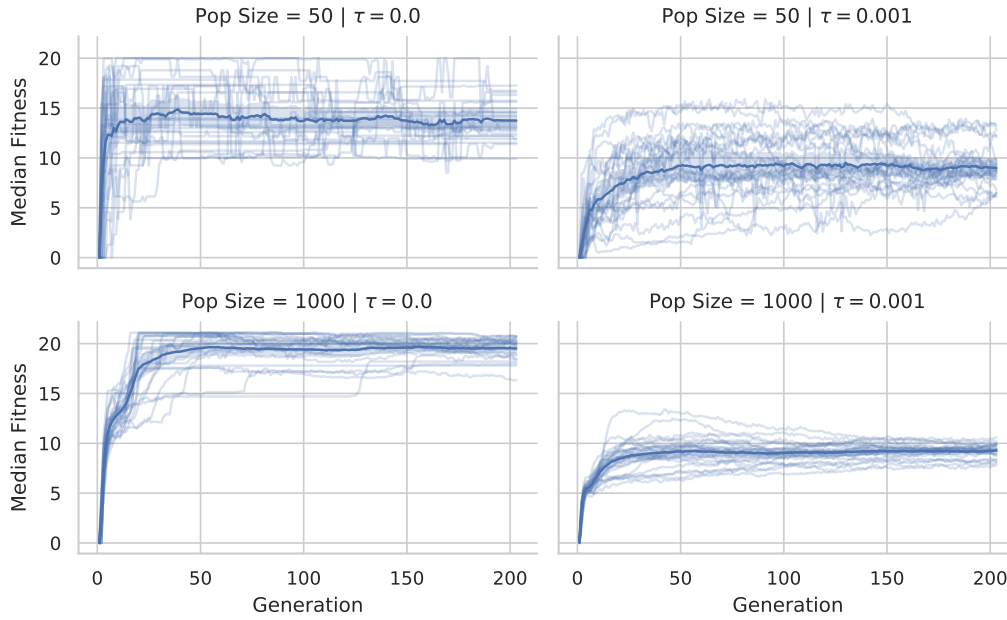 Pop Size = 50 | τ = 0.0
Pop Size = 50 | τ = 0.001
Median Fitness
20
15
10
5
0
Pop Size = 1000 | τ = 0.0
Pop Size = 1000 | τ = 0.001
Median Fitness
20
15
10
5
0
0 50 100 150 200
0 50 100 150 200
Generation
Generation